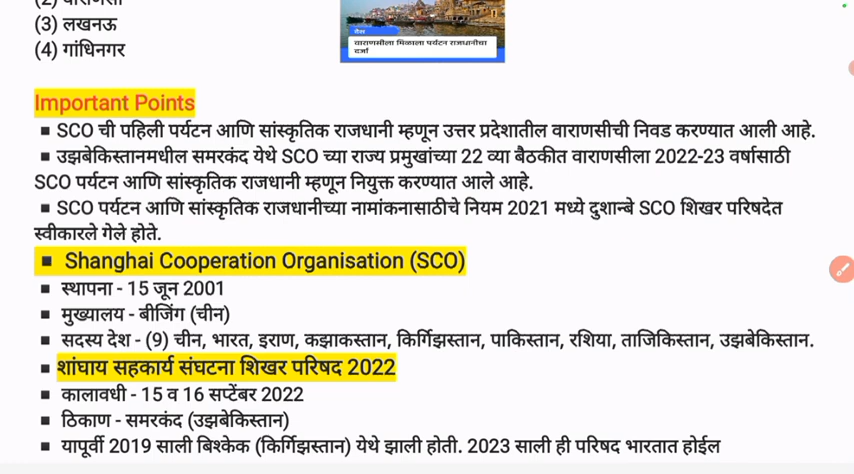 (2) वाराणसी
(3) लखनऊ
(4) गांधिनगर
देश
वाराणसीला मिळाला पर्यटन राजधानीचा
दर्जा
Important Points
▪ SCO ची पहिली पर्यटन आणि सांस्कृतिक राजधानी म्हणून उत्तर प्रदेशातील वाराणसीची निवड करण्यात आली आहे.
▪ उझबेकिस्तानमधील समरकंद येथे SCO च्या राज्य प्रमुखांच्या 22 व्या बैठकीत वाराणसीला 2022-23 वर्षासाठी
SCO पर्यटन आणि सांस्कृतिक राजधानी म्हणून नियुक्त करण्यात आले आहे.
▪ SCO पर्यटन आणि सांस्कृतिक राजधानीच्या नामांकनासाठीचे नियम 2021 मध्ये दुशान्बे SCO शिखर परिषदेत
स्वीकारले गेले होते.
▪ Shanghai Cooperation Organisation (SCO)
▪ स्थापना - 15 जून 2001
▪ मुख्यालय - बीजिंग (चीन)
▪ सदस्य देश - (9) चीन, भारत, इराण, कझाकस्तान, किर्गिझस्तान, पाकिस्तान, रशिया, ताजिकिस्तान, उझबेकिस्तान.
▪ शांघाय सहकार्य संघटना शिखर परिषद 2022
▪ कालावधी - 15 व 16 सप्टेंबर 2022
▪ ठिकाण - समरकंद (उझबेकिस्तान)
▪ यापूर्वी 2019 साली बिश्केक (किर्गिझस्तान) येथे झाली होती. 2023 साली ही परिषद भारतात होईल